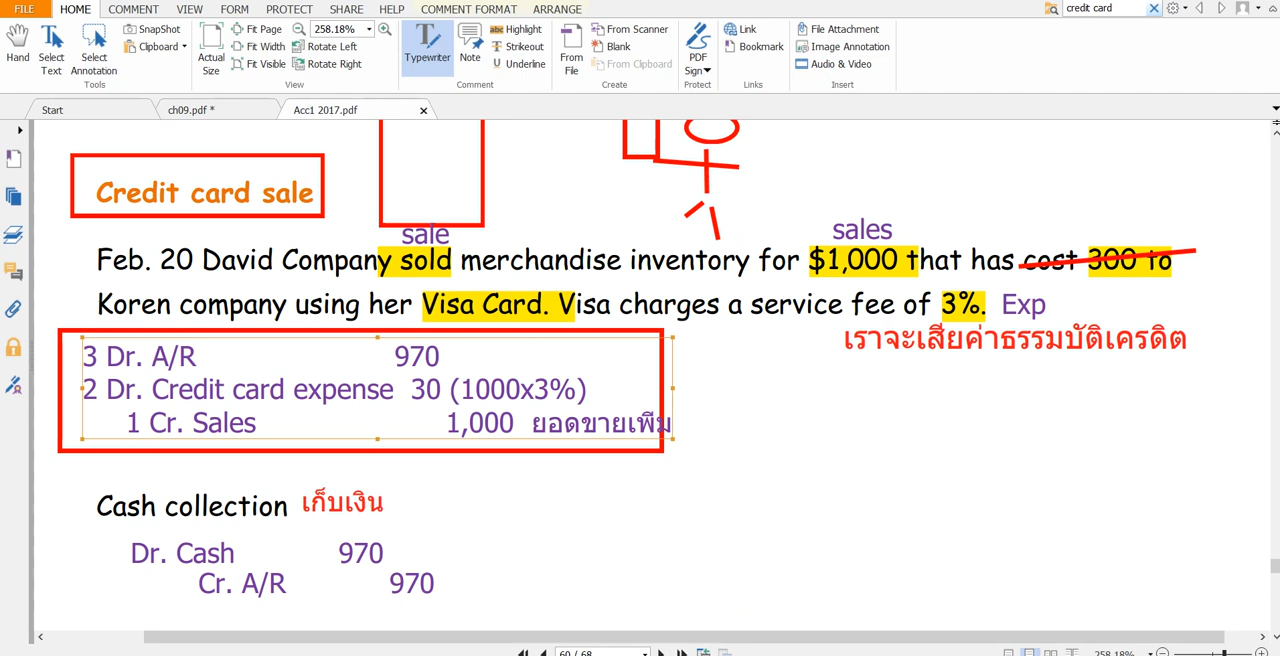 FILE HOME COMMENT VIEW FORM PROTECT SHARE HELP COMMENT FORMAT ARRANGE credit card
SnapShot Fit Page 258.18% Highlight From Scanner Link File Attachment
Clipboard Fit Width Rotate Left Strikeout Blank Bookmark Image Annotation
Hand Select Text Select Annotation Actual Size Fit Visible Rotate Right Typewriter Note Underline From File From Clipboard PDF Sign Audio & Video
Tools View Comment Create Protect Links Insert
Start ch09.pdf * Acc1 2017.pdf
Credit card sale
sale sales
Feb. 20 David Company sold merchandise inventory for $1,000 that has cost 300 to
Koren company using her Visa Card. Visa charges a service fee of 3%. Exp
เราจะเสียค่าธรรมบัติเครดิต
3 Dr. A/R 970
2 Dr. Credit card expense 30 (1000x3%)
1 Cr. Sales 1,000 ยอดขายเพิ่ม
Cash collection เก็บเงิน
Dr. Cash 970
Cr. A/R 970
60 / 68 258.18%